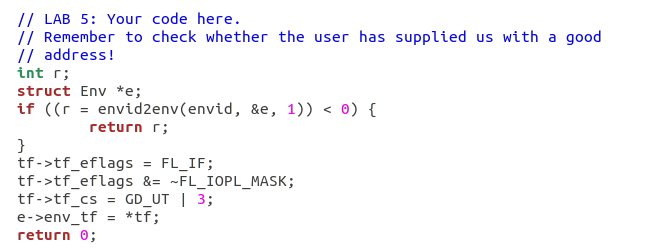 // LAB 5: Your code here.
// Remember to check whether the user has supplied us with a good
// address!
int r;
struct Env *e;
if ((r = envid2env(envid, &e, 1)) < 0) {
        return r;
}
tf->tf_eflags = FL_IF;
tf->tf_eflags &= ~FL_IOPL_MASK;
tf->tf_cs = GD_UT | 3;
e->env_tf = *tf;
return 0;